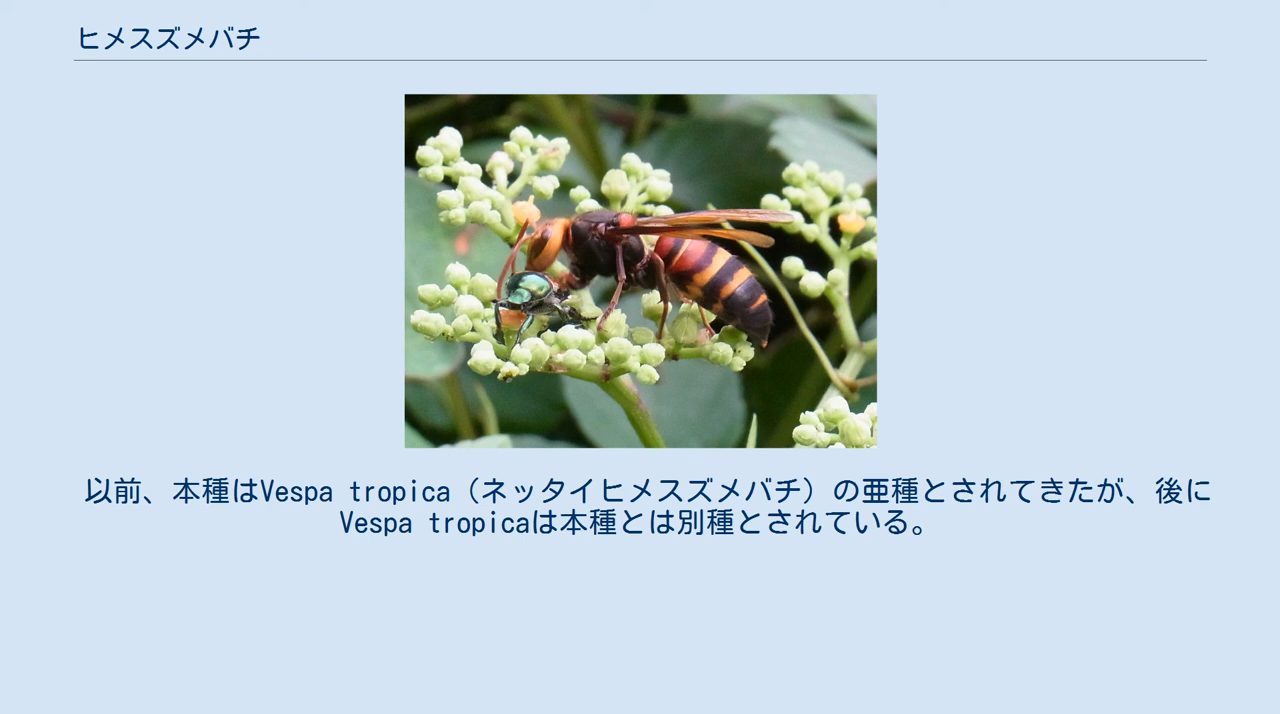 ヒメスズメバチ
以前、本種はVespa tropica（ネッタイヒメスズメバチ）の亜種とされてきたが、後に
Vespa tropicaは本種とは別種とされている。